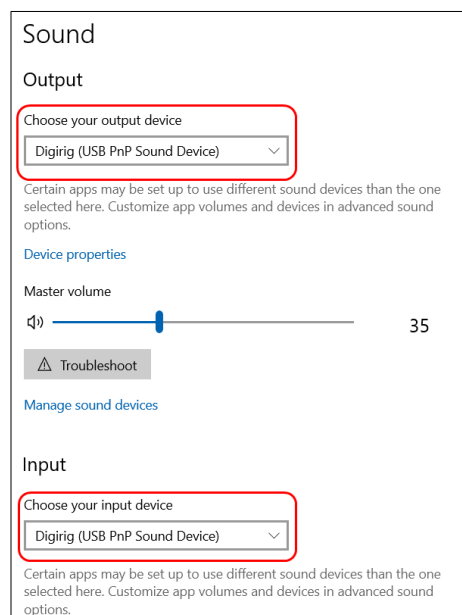 Sound
Output
Choose your output device
Digirig (USB PnP Sound Device)
Certain apps may be set up to use different sound devices than the one
selected here. Customize app volumes and devices in advanced sound
options.
Device properties
Master volume
35
Troubleshoot
Manage sound devices
Input
Choose your input device
Digirig (USB PnP Sound Device)
Certain apps may be set up to use different sound devices than the one
selected here. Customize app volumes and devices in advanced sound
options.